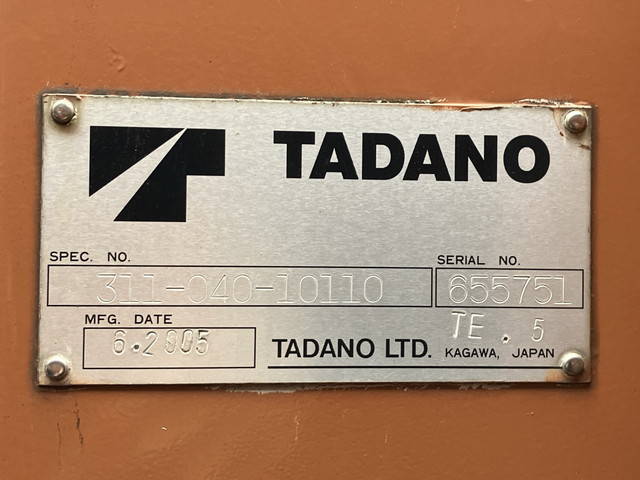 TADANO
SPEC. NO.
311-040-10110
SERIAL NO.
655751
MFG. DATE
6.2005
TADANO LTD.
TE.5
KAGAWA, JAPAN